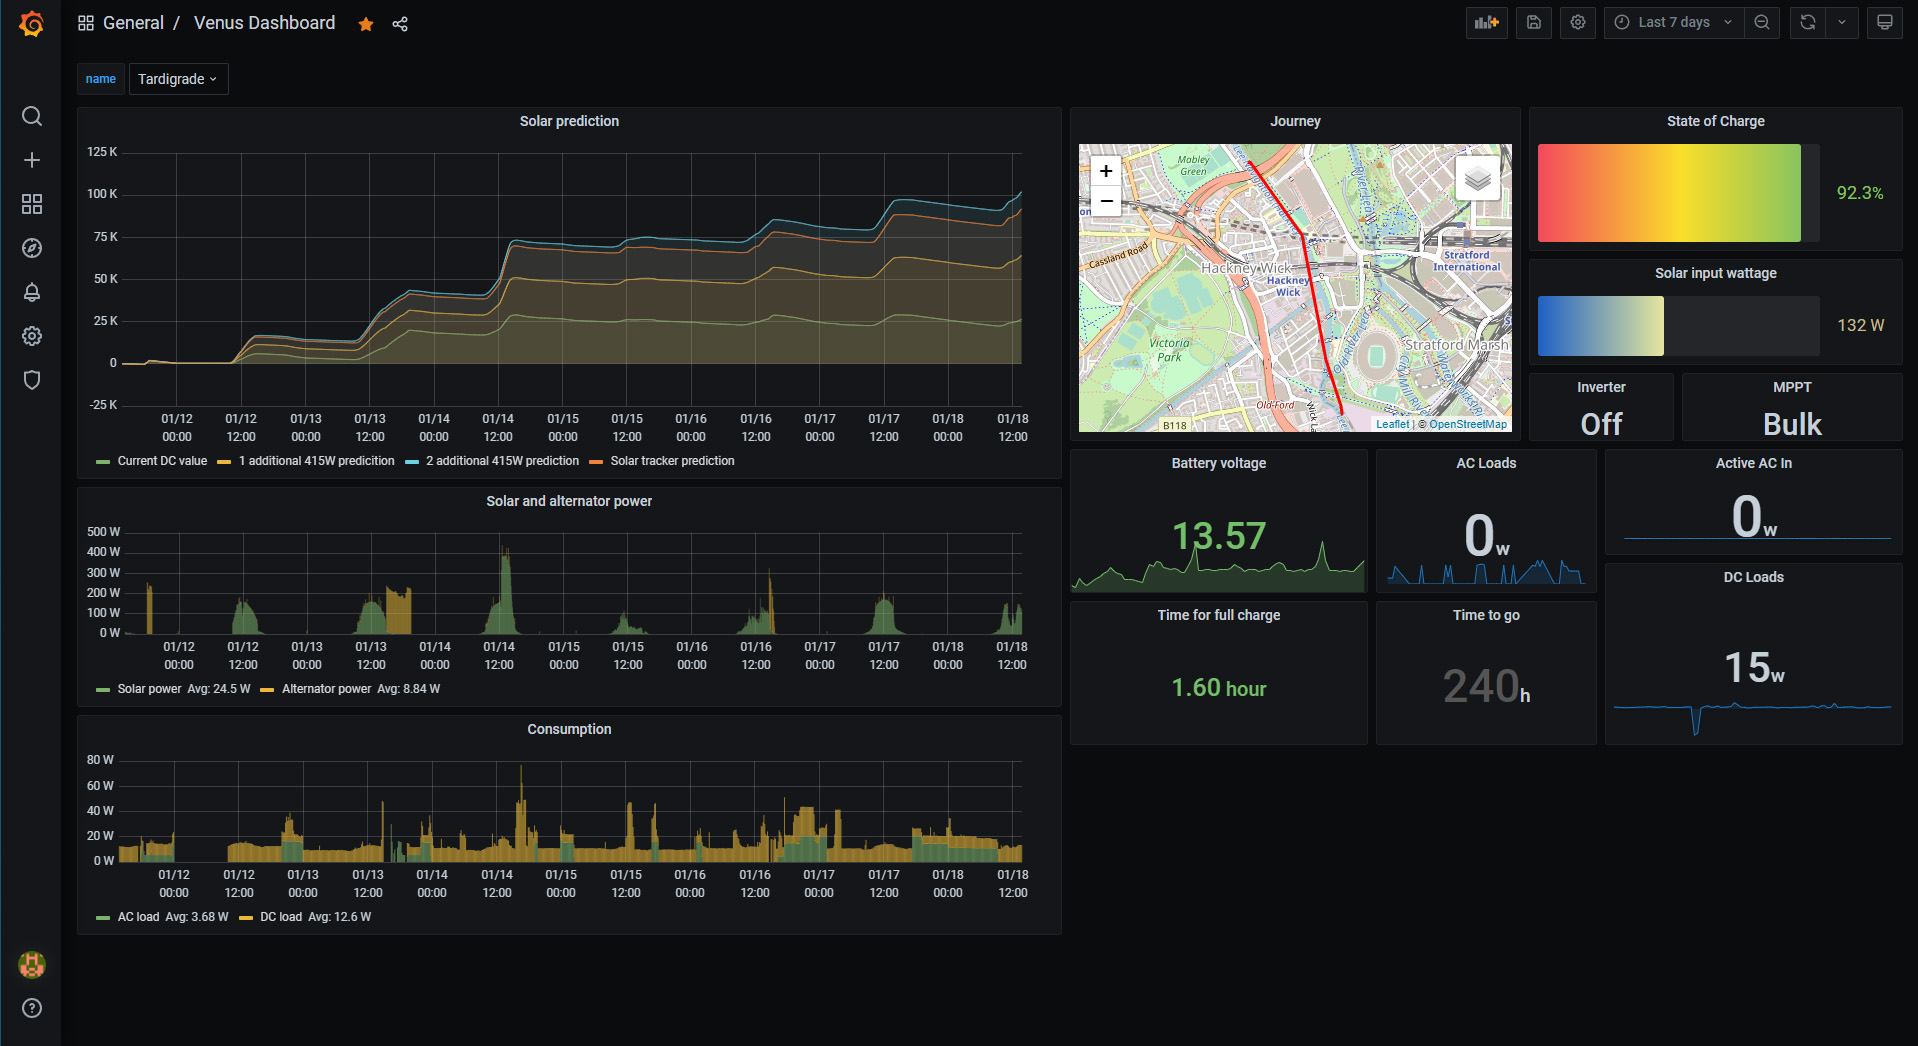 General / Venus Dashboard
Last 7 days
name
Tardigrade
Solar prediction
125 K
100 K
75 K
50 K
25 K
0
-25 K
01/12 01/12 01/13 01/13 01/14 01/14 01/15 01/15 01/16 01/16 01/17 01/17 01/18 01/18
00:00 12:00 00:00 12:00 00:00 12:00 00:00 12:00 00:00 12:00 00:00 12:00 00:00 12:00
Current DC value 1 additional 415W predicition 2 additional 415W prediction Solar tracker prediction
Solar and alternator power
500 W
400 W
300 W
200 W
100 W
0 W
01/12 01/12 01/13 01/13 01/14 01/14 01/15 01/15 01/16 01/16 01/17 01/17 01/18 01/18
00:00 12:00 00:00 12:00 00:00 12:00 00:00 12:00 00:00 12:00 00:00 12:00 00:00 12:00
Solar power Avg: 24.5 W Alternator power Avg: 8.84 W
Consumption
80 W
60 W
40 W
20 W
0 W
01/12 01/12 01/13 01/13 01/14 01/14 01/15 01/15 01/16 01/16 01/17 01/17 01/18 01/18
00:00 12:00 00:00 12:00 00:00 12:00 00:00 12:00 00:00 12:00 00:00 12:00 00:00 12:00
AC load Avg: 3.68 W DC load Avg: 12.6 W
Journey
+
−
Mabley
Green
Cassland Road
Hackney Wick
Hackney
Wick
Stratford
International
Victoria
Park
Stratford Marsh
Old River Lea
City Mill River
Old Ford
B118
Leaflet | © OpenStreetMap
State of Charge
92.3%
Solar input wattage
132 W
Inverter
Off
MPPT
Bulk
Battery voltage
13.57
AC Loads
0w
Active AC In
0w
DC Loads
15w
Time for full charge
1.60 hour
Time to go
240h